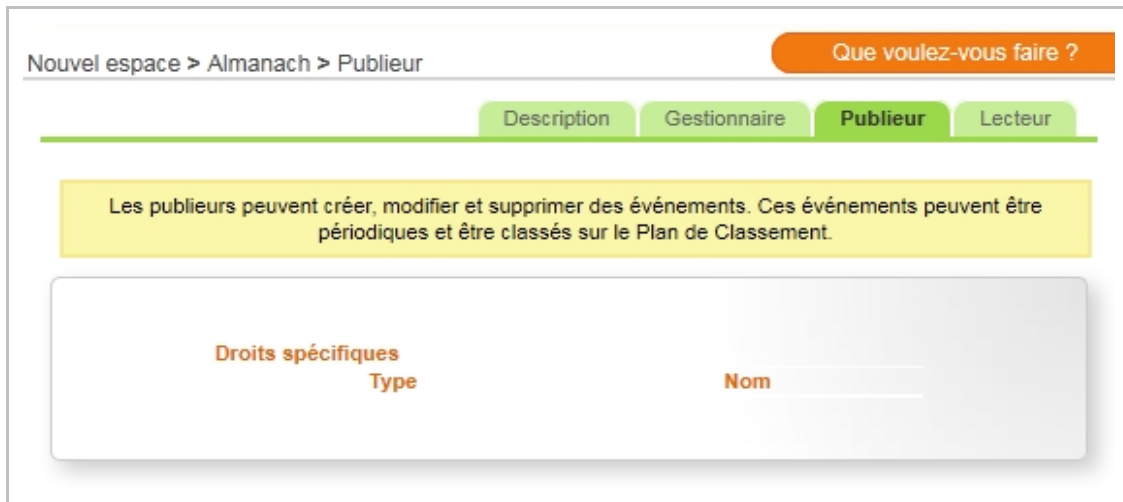 Nouvel espace > Almanach > Publieur
Que voulez-vous faire ?
Description
Gestionnaire
Publieur
Lecteur
Les publieurs peuvent créer, modifier et supprimer des événements. Ces événements peuvent être
périodiques et être classés sur le Plan de Classement.
Droits spécifiques
Type
Nom